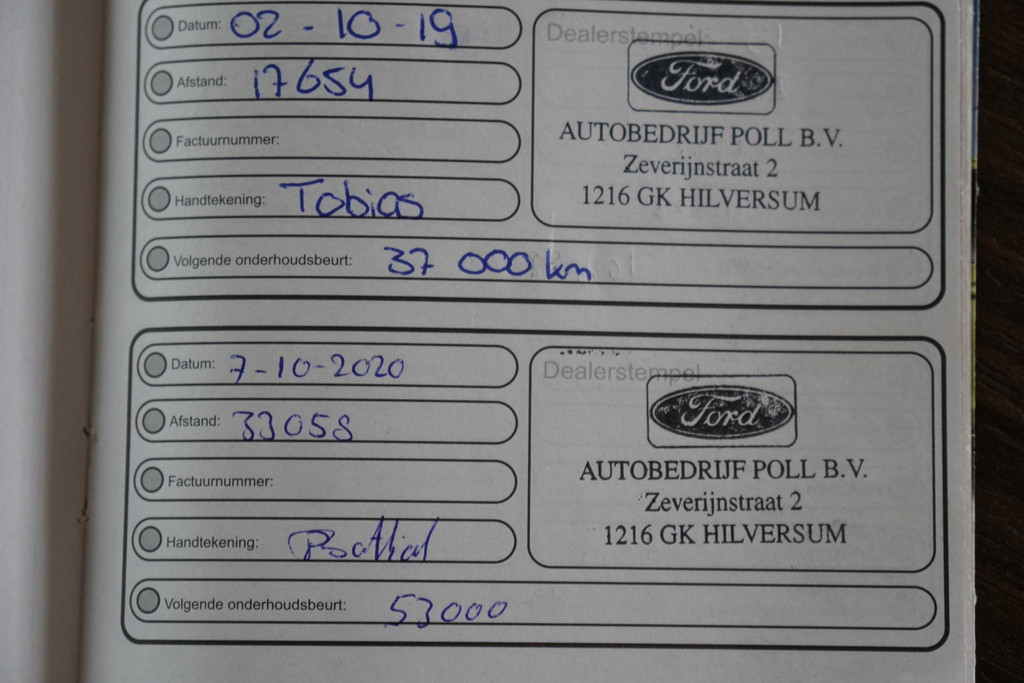 Datum: 02 - 10 - 19
Afstand: 17654
Factuurnummer:
Handtekening: Tobias
Volgende onderhoudsbeurt: 37 000 km
Dealerstempel:
Ford
AUTOBEDRIJF POLL B.V.
Zeverijnstraat 2
1216 GK HILVERSUM
Datum: 7-10-2020
Afstand: 33058
Factuurnummer:
Handtekening:
Volgende onderhoudsbeurt: 53000
Dealerstempel
Ford
AUTOBEDRIJF POLL B.V.
Zeverijnstraat 2
1216 GK HILVERSUM